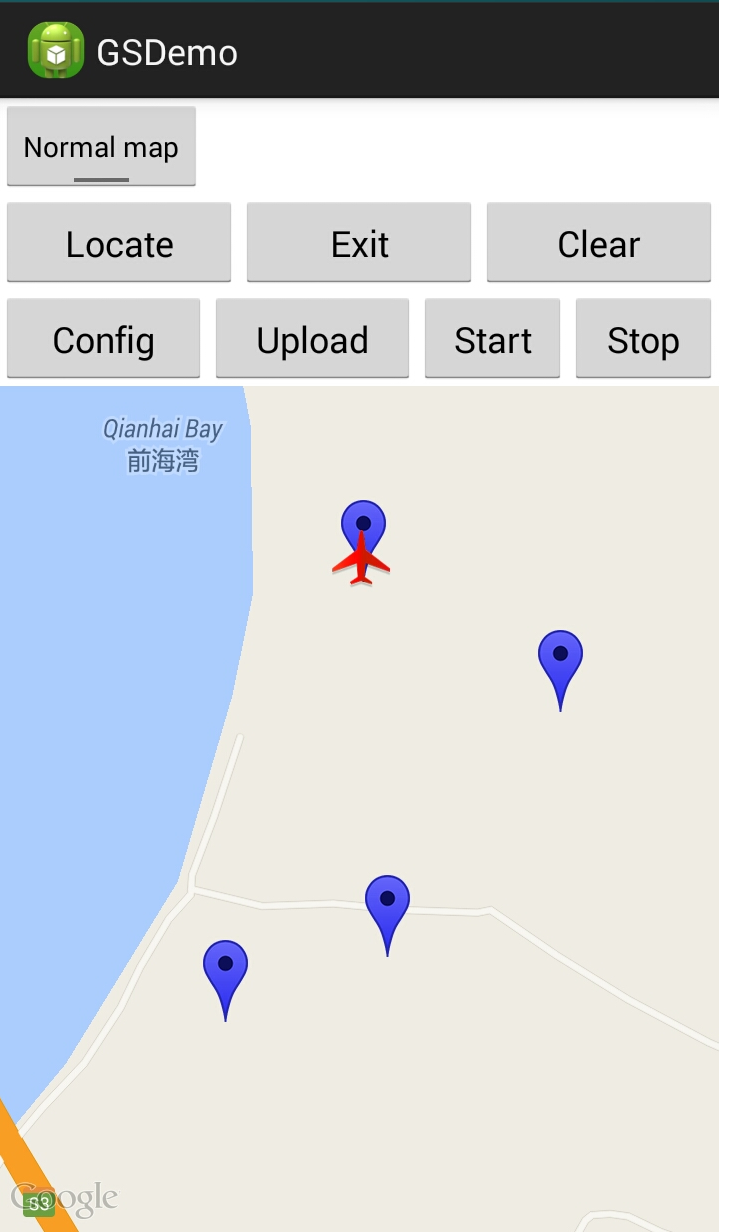 GSDemo
Normal map
Locate Exit Clear
Config Upload Start Stop
Qianhai Bay
前海湾
Google
S3